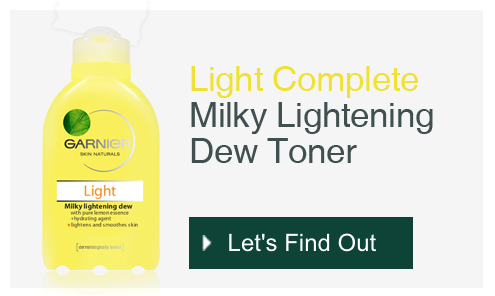 Light Complete
Milky Lightening
Dew Toner
Let's Find Out
GARNIER
SKIN NATURALS
Light
Milky lightening dew
with pure lemon essence
+hydrating agent
lightens and smoothes skin